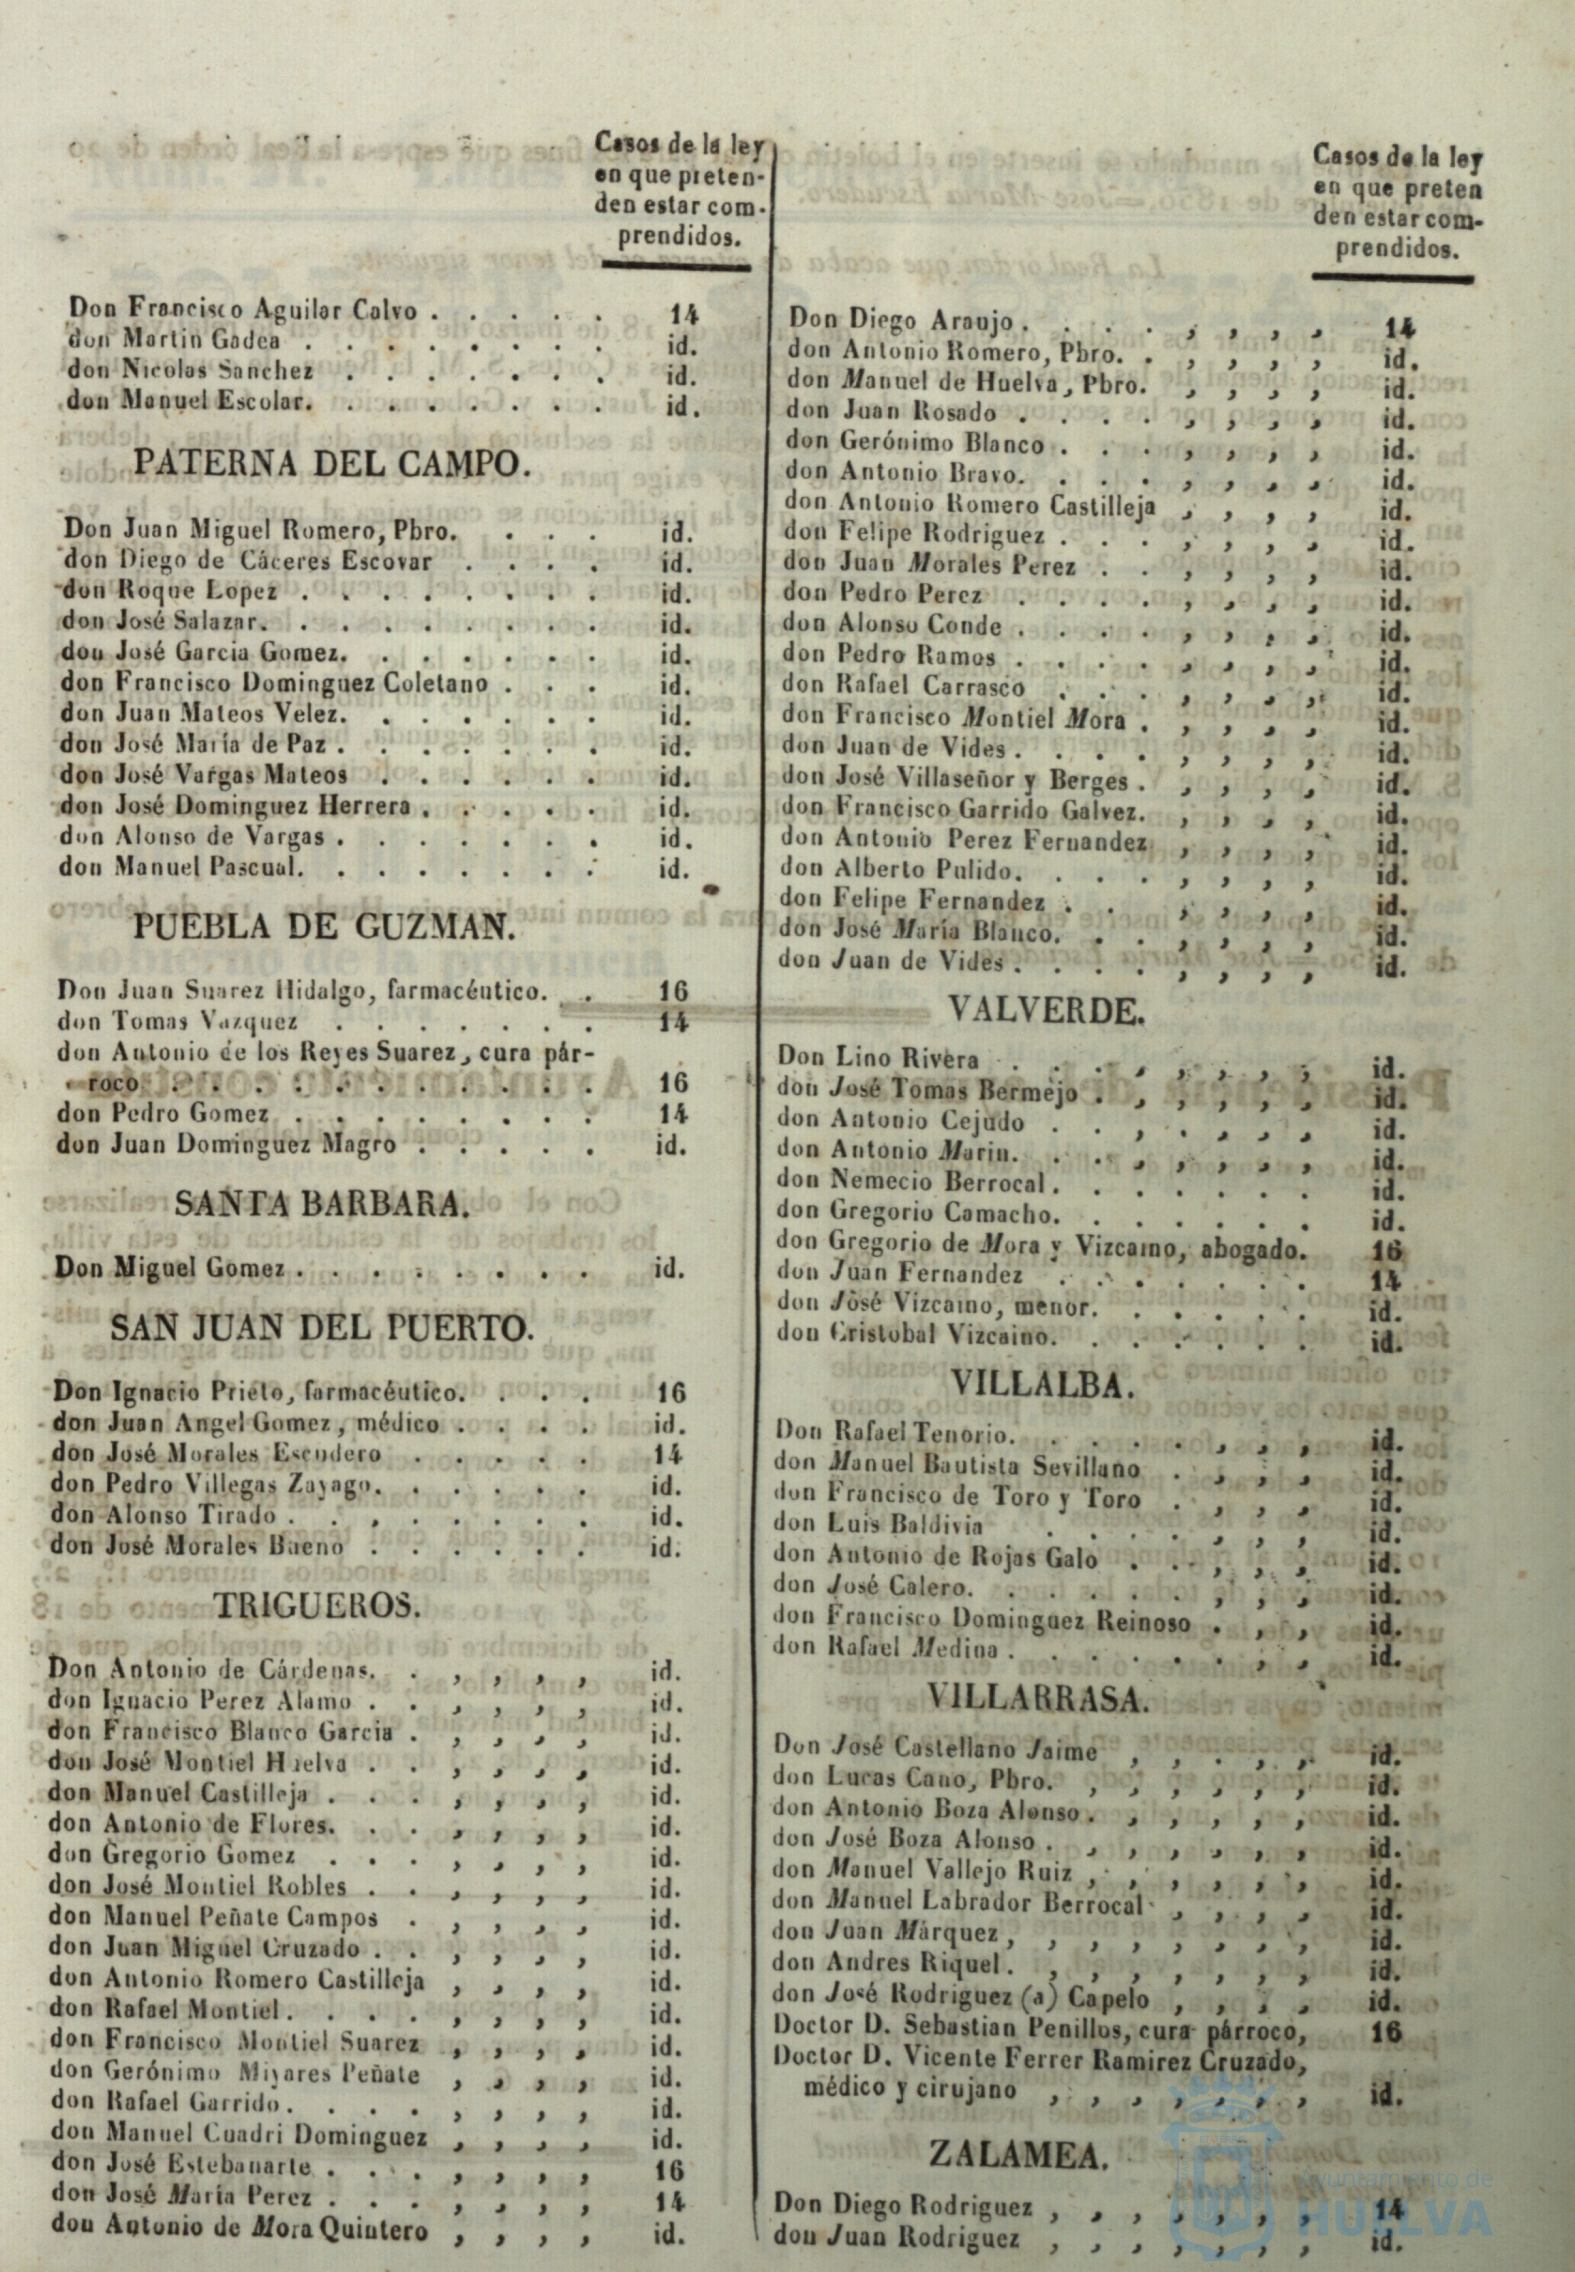 Casos de la ley
en que preten-
den estar com-
prendidos.
Don Francisco Aguilar Calvo . . . . . 14
don Martin Gadea . . . . . . . . id.
don Nicolas Sanchez . . . . . . . id.
don Manuel Escolar. . . . . . . . id.
PATERNA DEL CAMPO.
Don Juan Miguel Romero, Pbro. . . . id.
don Diego de Cáceres Escovar . . . . id.
don Roque Lopez . . . . . . . . id.
don José Salazar. . . . . . . . . id.
don José Garcia Gomez. . . . . . . id.
don Francisco Dominguez Coletano . . . id.
don Juan Mateos Velez. . . . . . . id.
don José María de Paz . . . . . . . id.
don José Vargas Mateos . . . . . . id.
don José Dominguez Herrera . . . . . id.
don Alonso de Vargas . . . . . . . id.
don Manuel Pascual. . . . . . . . id.
PUEBLA DE GUZMAN.
Don Juan Suarez Hidalgo, farmacéutico. . 16
don Tomas Vazquez . . . . . . . 14
don Antonio de los Reyes Suarez, cura pár-
roco . . . . . . . . . . . 16
don Pedro Gomez . . . . . . . . 14
don Juan Dominguez Magro . . . . . id.
SANTA BARBARA.
Don Miguel Gomez . . . . . . . . id.
SAN JUAN DEL PUERTO.
Don Ignacio Prieto, farmacéutico. . . . 16
don Juan Angel Gomez, médico . . . . id.
don José Morales Escudero . . . . . 14
don Pedro Villegas Zayago. . . . . . id.
don Alonso Tirado . . . . . . . . id.
don José Morales Bueno . . . . . . id.
TRIGUEROS.
Don Antonio de Cárdenas. . , , , , id.
don Ignacio Perez Alamo . . , , , , id.
don Francisco Blanco Garcia . , , , , id.
don José Montiel Huelva . . , , , , id.
don Manuel Castilleja . . . , , , , id.
don Antonio de Flores. . . , , , , id.
don Gregorio Gomez . . . , , , , id.
don José Montiel Robles . . , , , , id.
don Manuel Peñate Campos . , , , , id.
don Juan Miguel Cruzado . . , , , , id.
don Antonio Romero Castilleja , , , , id.
don Rafael Montiel. . . . , , , , id.
don Francisco Montiel Suarez , , , , id.
don Gerónimo Miyares Peñate , , , , id.
don Rafael Garrido. . . . , , , , id.
don Manuel Cuadri Dominguez , , , , id.
don José Estebanarte . . . , , , , 16
don José María Perez . . . , , , , 14
don Antonio de Mora Quintero , , , , id.
Casos de la ley
en que preten
den estar com-
prendidos.
Don Diego Araujo . . . . , , , , 14
don Antonio Romero, Pbro. . , , , , id.
don Manuel de Huelva, Pbro. , , , , id.
don Juan Rosado . . . . , , , , id.
don Gerónimo Blanco . . . , , , , id.
don Antonio Bravo. . . . , , , , id.
don Antonio Romero Castilleja , , , , id.
don Felipe Rodriguez . . . , , , , id.
don Juan Morales Perez . . , , , , id.
don Pedro Perez . . . . , , , , id.
don Alonso Conde . . . . , , , , id.
don Pedro Ramos . . . . , , , , id.
don Rafael Carrasco . . . , , , , id.
don Francisco Montiel Mora . , , , , id.
don Juan de Vides . . . . , , , , id.
don José Villaseñor y Berges . , , , , id.
don Francisco Garrido Galvez. , , , , id.
don Antonio Perez Fernandez , , , , id.
don Alberto Pulido. . . . , , , , id.
don Felipe Fernandez . . , , , , id.
don José María Blanco. . . , , , , id.
don Juan de Vides . . . . , , , , id.
VALVERDE.
Don Lino Rivera . . . , , , , , id.
don José Tomas Bermejo . , , , , , id.
don Antonio Cejudo . . , . , , , id.
don Antonio Marin. . . , , , , , id.
don Nemecio Berrocal . . . . . . . id.
don Gregorio Camacho. . . . . . . id.
don Gregorio de Mora y Vizcaino, abogado. 16
don Juan Fernandez . . . . . . . 14
don José Vizcaino, menor. . . . . . id.
don Cristobal Vizcaino. . . . . . . id.
VILLALBA.
Don Rafael Tenorio. . . . . , , , id.
don Manuel Bautista Sevillano . , , , id.
don Francisco de Toro y Toro . , , , id.
don Luis Baldivia . . . . , , , id.
don Antonio de Rojas Galo . . , , , id.
don José Calero. . . . . . , , , id.
don Francisco Dominguez Reinoso . , , id.
don Rafael Medina . . . . . . , , id.
VILLARRASA.
Don José Castellano Jaime , , . , , id.
don Lucas Cano, Pbro. , , , , , , id.
don Antonio Boza Alonso . , , , , , id.
don José Boza Alonso . , , , , , , id.
don Manuel Vallejo Ruiz , , , , , , id.
don Manuel Labrador Berrocal , , , , id.
don Juan Márquez , , , , , , , , id.
don Andres Riquel . , , , , , , , id.
don José Rodriguez (a) Capelo , , , , id.
Doctor D. Sebastian Penillos, cura párroco, 16
Doctor D. Vicente Ferrer Ramirez Cruzado,
médico y cirujano , , , , , , , id.
ZALAMEA.
Don Diego Rodriguez , , , , , , , 14
don Juan Rodriguez , , , , , , , id.
Ayuntamiento de
HUELVA